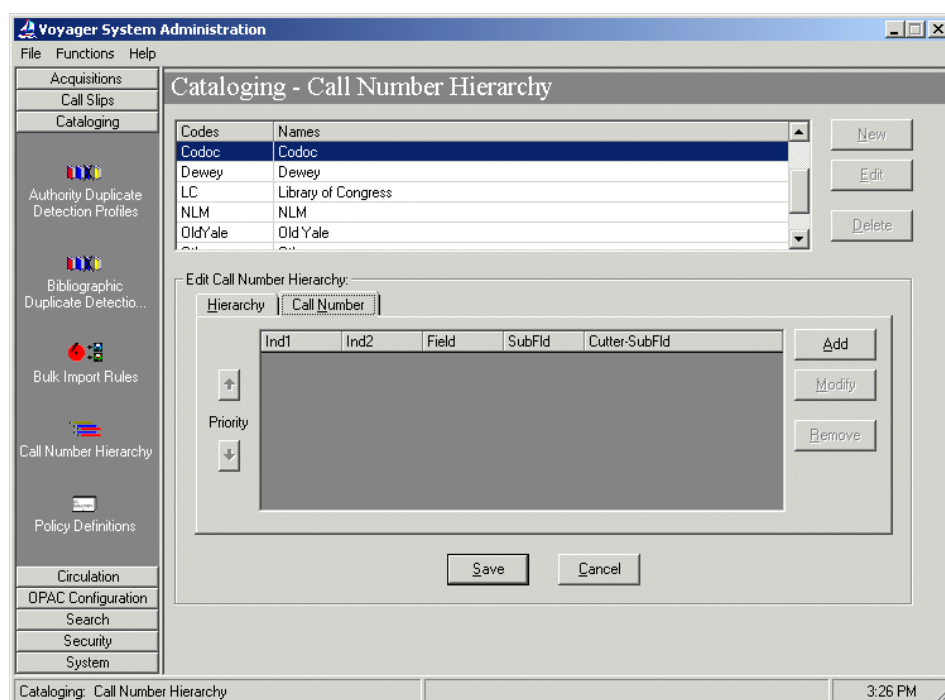 Voyager System Administration
File Functions Help
Acquisitions
Call Slips
Cataloging
Authority Duplicate
Detection Profiles
Bibliographic
Duplicate Detectio...
Bulk Import Rules
Call Number Hierarchy
Policy Definitions
Circulation
OPAC Configuration
Search
Security
System
Cataloging - Call Number Hierarchy
Codes Names
Codoc Codoc
Dewey Dewey
LC Library of Congress
NLM NLM
OldYale Old Yale
New
Edit
Delete
Edit Call Number Hierarchy:
Hierarchy Call Number
Ind1 Ind2 Field SubFld Cutter-SubFld
Priority
Add
Modify
Remove
Save Cancel
Cataloging: Call Number Hierarchy 3:26 PM